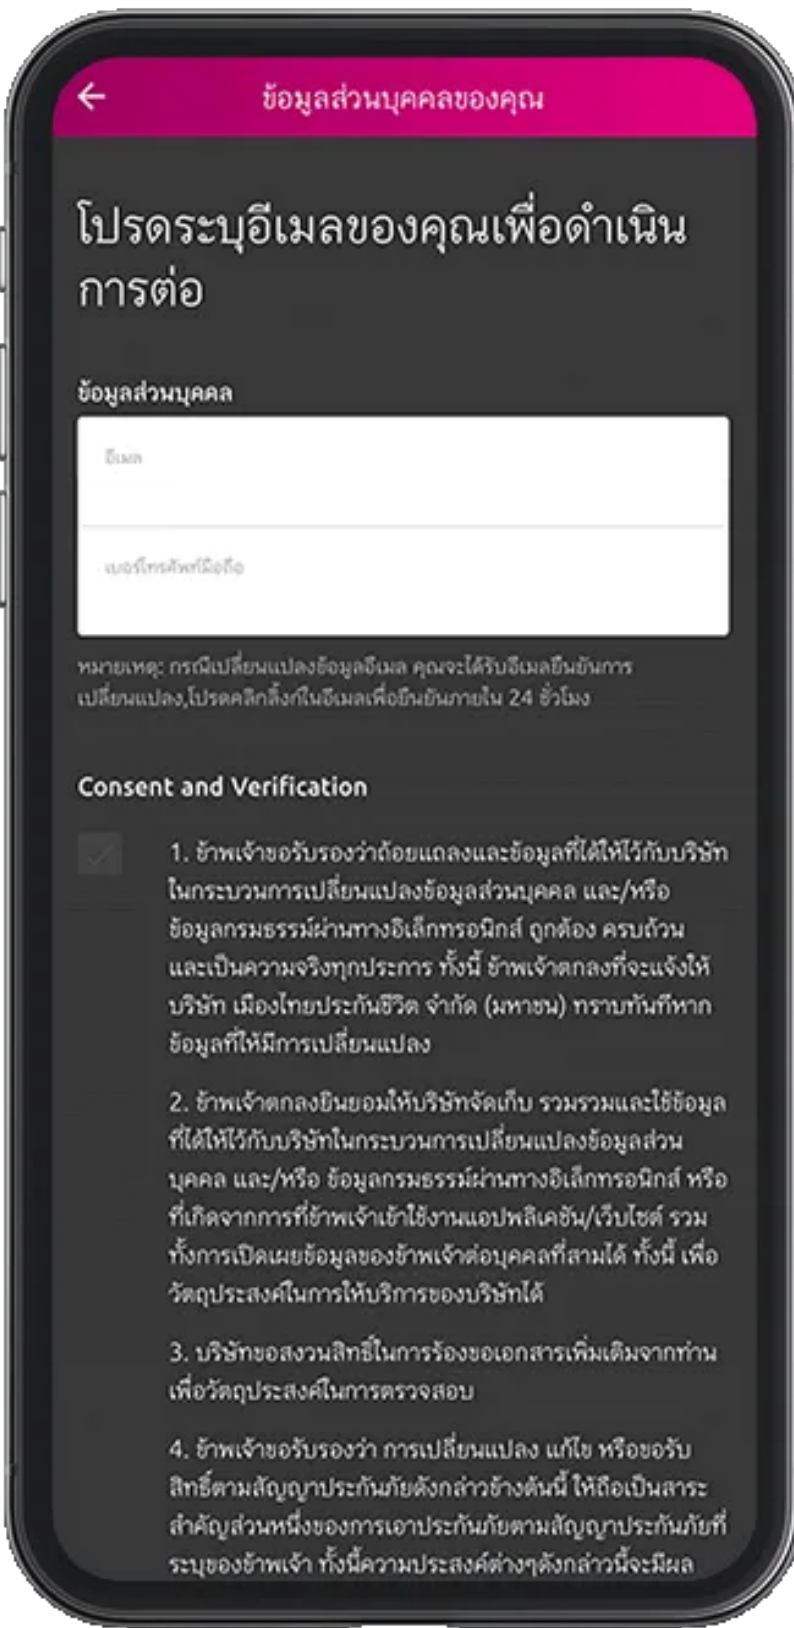 ข้อมูลส่วนบุคคลของคุณ
โปรดระบุอีเมลของคุณเพื่อดำเนิน
การต่อ
ข้อมูลส่วนบุคคล
อีเมล
เบอร์โทรศัพท์มือถือ
หมายเหตุ: กรณีเปลี่ยนแปลงข้อมูลอีเมล คุณจะได้รับอีเมลยืนยันการ
เปลี่ยนแปลง,โปรดคลิกลิ้งก์ในอีเมลเพื่อยืนยันภายใน 24 ชั่วโมง
Consent and Verification
1. ข้าพเจ้าขอรับรองว่าถ้อยแถลงและข้อมูลที่ได้ให้ไว้กับบริษัท
ในกระบวนการเปลี่ยนแปลงข้อมูลส่วนบุคคล และ/หรือ
ข้อมูลกรมธรรม์ผ่านทางอิเล็กทรอนิกส์ ถูกต้อง ครบถ้วน
และเป็นความจริงทุกประการ ทั้งนี้ ข้าพเจ้าตกลงที่จะแจ้งให้
บริษัท เมืองไทยประกันชีวิต จำกัด (มหาชน) ทราบทันทีหาก
ข้อมูลที่ให้มีการเปลี่ยนแปลง
2. ข้าพเจ้าตกลงยินยอมให้บริษัทจัดเก็บ รวมรวมและใช้ข้อมูล
ที่ได้ให้ไว้กับบริษัทในกระบวนการเปลี่ยนแปลงข้อมูลส่วน
บุคคล และ/หรือ ข้อมูลกรมธรรม์ผ่านทางอิเล็กทรอนิกส์ หรือ
ที่เกิดจากการที่ข้าพเจ้าเข้าใช้งานแอปพลิเคชัน/เว็บไซต์ รวม
ทั้งการเปิดเผยข้อมูลของข้าพเจ้าต่อบุคคลที่สามได้ ทั้งนี้ เพื่อ
วัตถุประสงค์ในการให้บริการของบริษัทได้
3. บริษัทขอสงวนสิทธิ์ในการร้องขอเอกสารเพิ่มเติมจากท่าน
เพื่อวัตถุประสงค์ในการตรวจสอบ
4. ข้าพเจ้าขอรับรองว่า การเปลี่ยนแปลง แก้ไข หรือขอรับ
สิทธิ์ตามสัญญาประกันภัยดังกล่าวข้างต้นนี้ ให้ถือเป็นสาระ
สำคัญส่วนหนึ่งของการเอาประกันภัยตามสัญญาประกันภัยที่
ระบุของข้าพเจ้า ทั้งนี้ความประสงค์ต่างๆดังกล่าวนี้จะมีผล